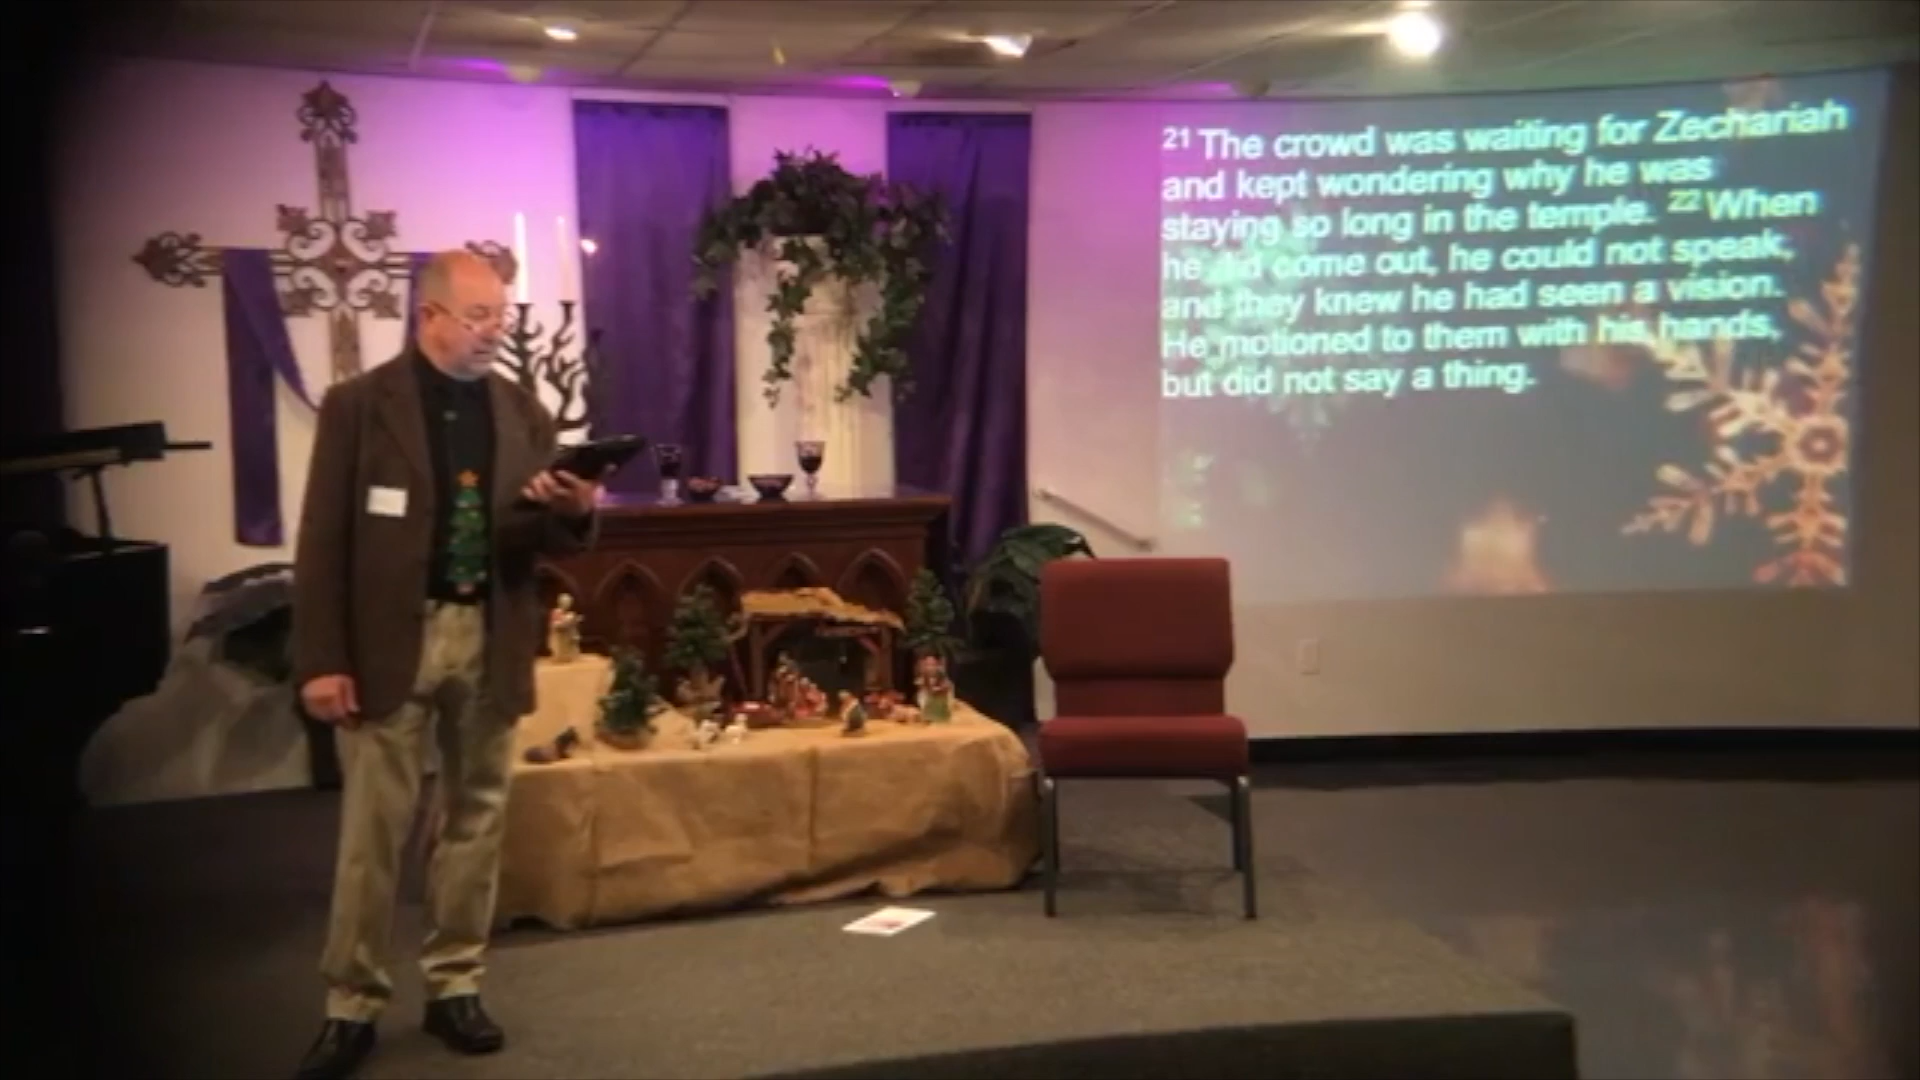 21 The crowd was waiting for Zechariah
and kept wondering why he was
staying so long in the temple. 22 When
he did come out, he could not speak,
and they knew he had seen a vision.
He motioned to them with his hands,
but did not say a thing.